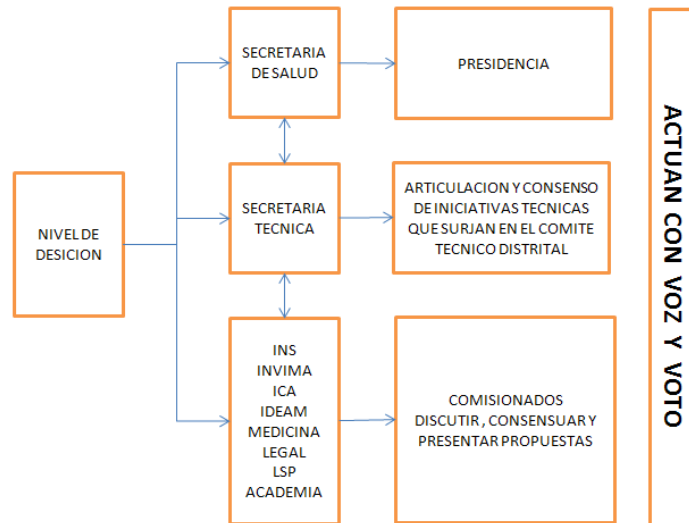 SECRETARIA
DE SALUD
PRESIDENCIA
NIVEL DE
DESICION
SECRETARIA
TECNICA
ARTICULACION Y CONSENSO
DE INICIATIVAS TECNICAS
QUE SURJAN EN EL COMITE
TECNICO DISTRITAL
INS
INVIMA
ICA
IDEAM
MEDICINA
LEGAL
LSP
ACADEMIA
COMISIONADOS
DISCUTIR , CONSENSUAR Y
PRESENTAR PROPUESTAS
ACTUAN CON VOZ Y VOTO